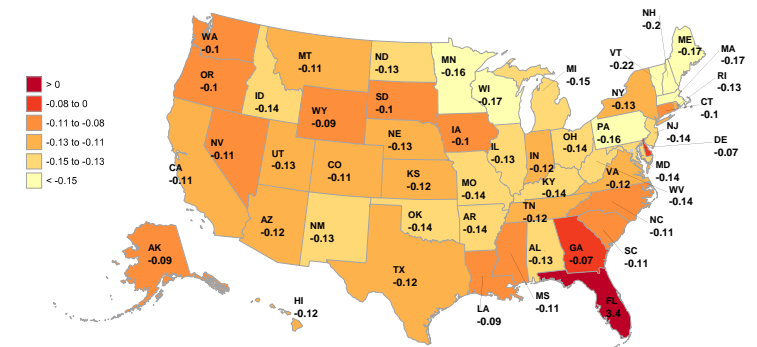 NH
-0.2
WA
-0.1
ME
-0.17
MT
-0.11
ND
-0.13
MN
-0.16
VT
-0.22
MA
-0.17
OR
-0.1
MI
-0.15
RI
-0.13
> 0
-0.08 to 0
-0.11 to -0.08
-0.13 to -0.11
-0.15 to -0.13
< -0.15
ID
-0.14
WY
-0.09
SD
-0.1
WI
-0.17
NY
-0.13
CT
-0.1
NV
-0.11
UT
-0.13
NE
-0.13
IA
-0.1
IL
-0.13
IN
-0.12
OH
-0.14
PA
-0.16
NJ
-0.14
DE
-0.07
CA
-0.11
CO
-0.11
KS
-0.12
MO
-0.14
KY
-0.14
VA
-0.12
MD
-0.14
WV
-0.14
AZ
-0.12
NM
-0.13
OK
-0.14
AR
-0.14
TN
-0.12
NC
-0.11
AK
-0.09
TX
-0.12
AL
-0.13
GA
-0.07
SC
-0.11
HI
-0.12
LA
-0.09
MS
-0.11
FL
3.4